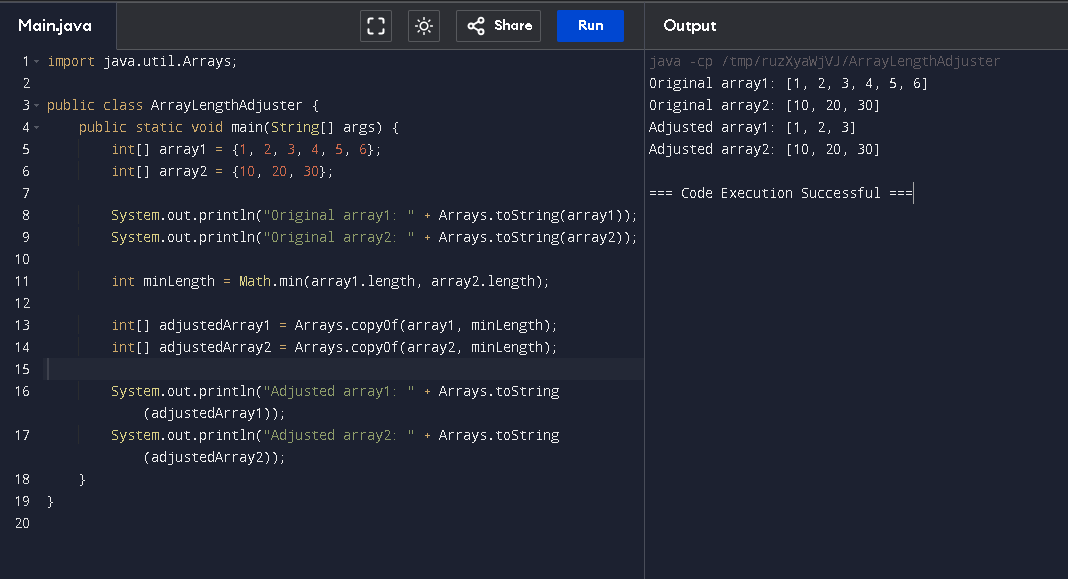 Main.java
Share
Run
Output
1 import java.util.Arrays;
2
3 public class ArrayLengthAdjuster {
4     public static void main(String[] args) {
5         int[] array1 = {1, 2, 3, 4, 5, 6};
6         int[] array2 = {10, 20, 30};
7
8         System.out.println("Original array1: " + Arrays.toString(array1));
9         System.out.println("Original array2: " + Arrays.toString(array2));
10
11         int minLength = Math.min(array1.length, array2.length);
12
13         int[] adjustedArray1 = Arrays.copyOf(array1, minLength);
14         int[] adjustedArray2 = Arrays.copyOf(array2, minLength);
15
16         System.out.println("Adjusted array1: " + Arrays.toString
            (adjustedArray1));
17         System.out.println("Adjusted array2: " + Arrays.toString
            (adjustedArray2));
18     }
19 }
20
java -cp /tmp/ruzXyaWjVJ/ArrayLengthAdjuster
Original array1: [1, 2, 3, 4, 5, 6]
Original array2: [10, 20, 30]
Adjusted array1: [1, 2, 3]
Adjusted array2: [10, 20, 30]
=== Code Execution Successful ===